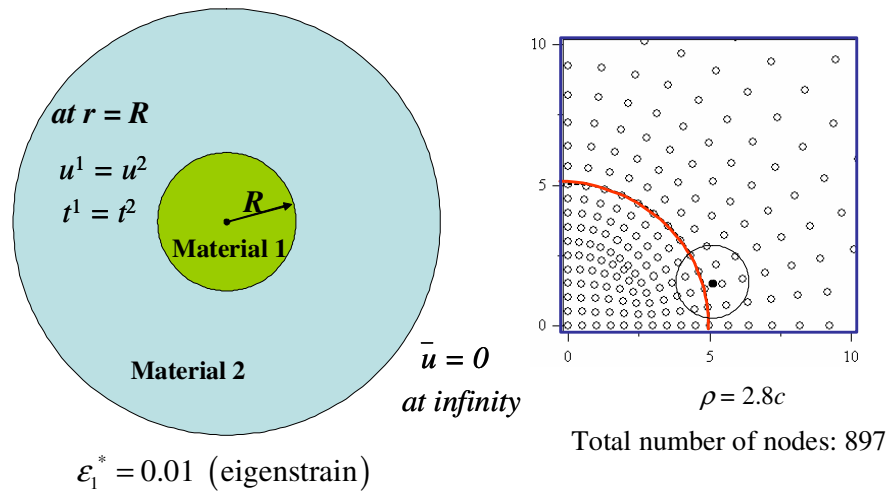 at r = R
u¹ = u²
t¹ = t²
R
Material 1
Material 2
ū = 0
at infinity
ε₁* = 0.01 (eigenstrain)
10
5
0
0
5
10
ρ = 2.8c
Total number of nodes: 897